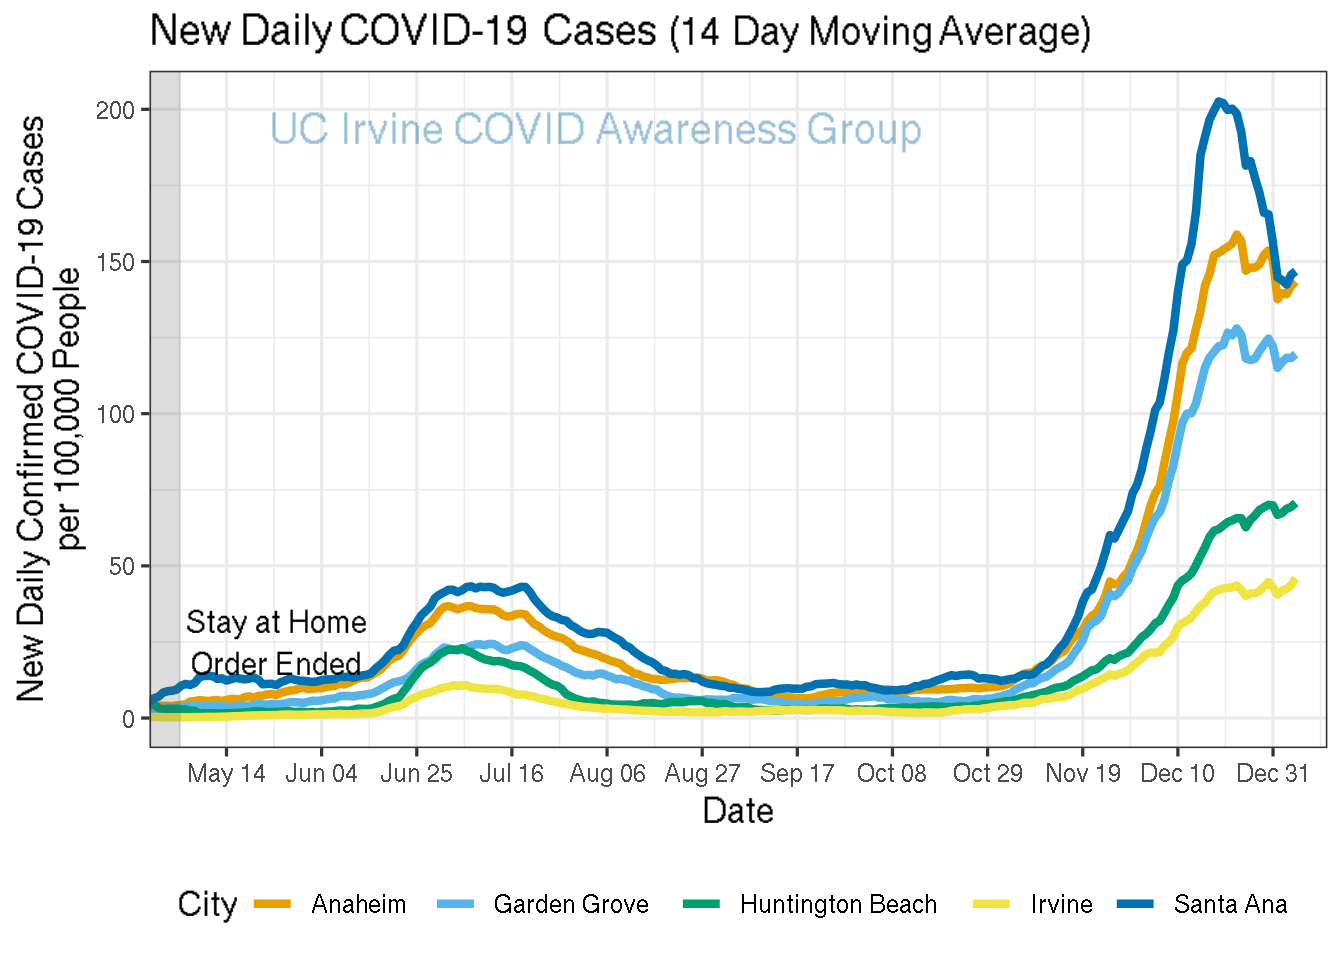 New Daily COVID-19 Cases (14 Day Moving Average)
UC Irvine COVID Awareness Group
New Daily Confirmed COVID-19 Cases
per 100,000 People
200
150
100
50
0
Stay at Home
Order Ended
May 14 Jun 04 Jun 25 Jul 16 Aug 06 Aug 27 Sep 17 Oct 08 Oct 29 Nov 19 Dec 10 Dec 31
Date
City Anaheim Garden Grove Huntington Beach Irvine Santa Ana